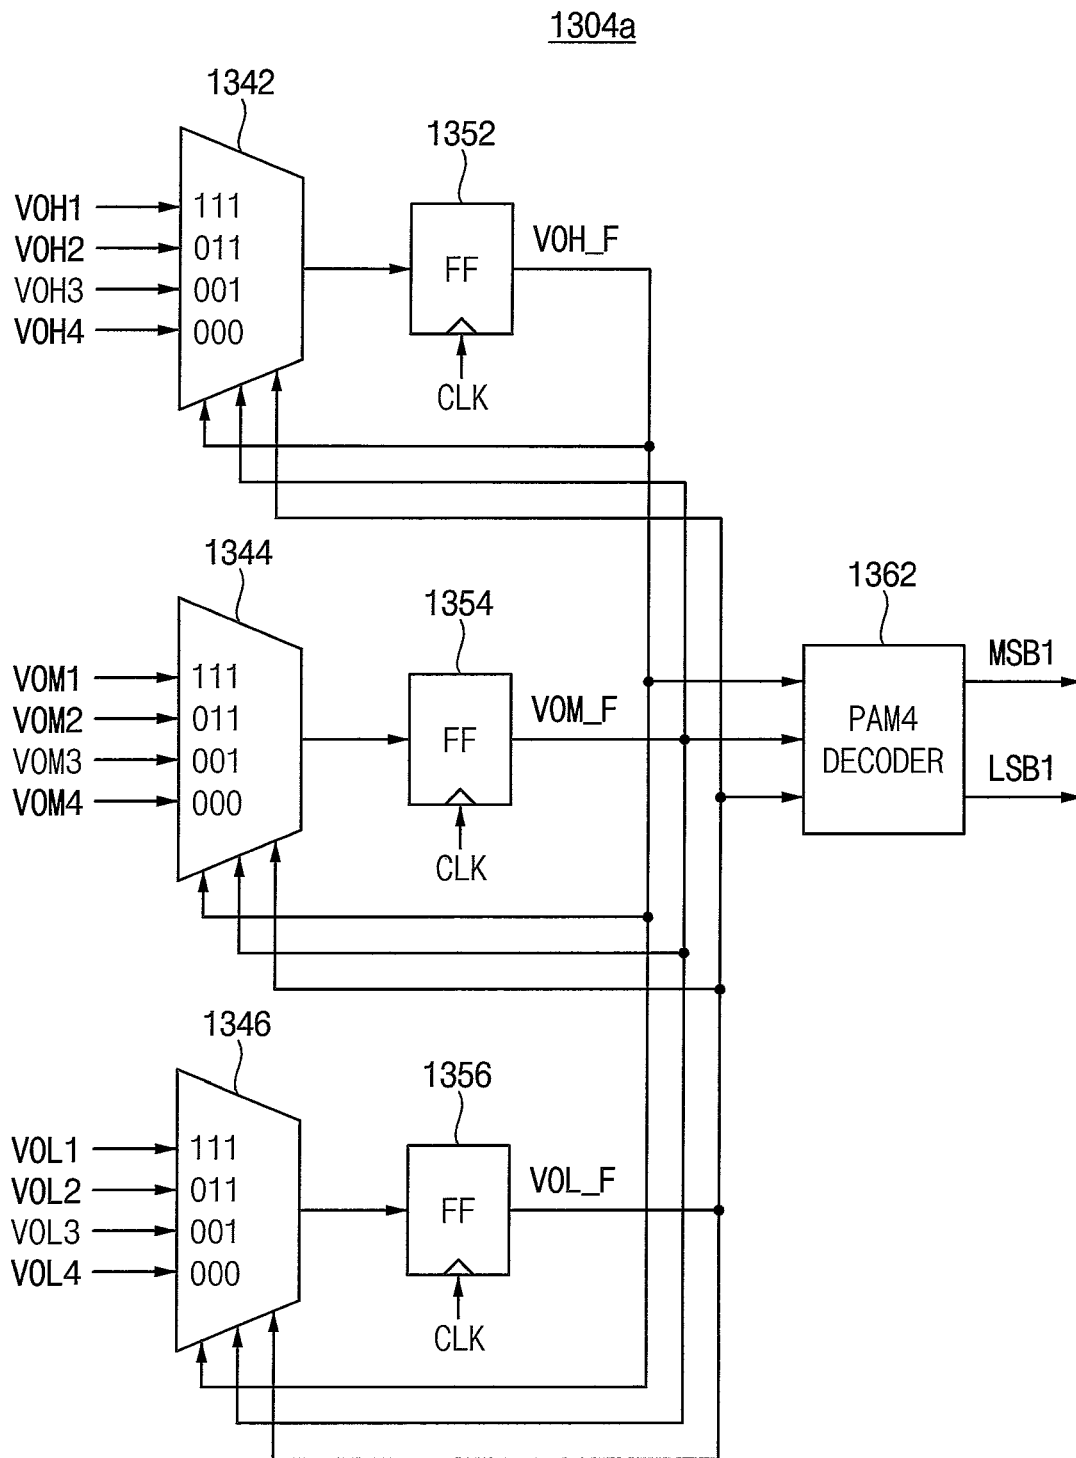 1304a
1342
1352
VOH1
VOH2
VOH3
VOH4
111
011
001
000
FF
VOH_F
CLK
1344
1354
1362
VOM1
VOM2
VOM3
VOM4
111
011
001
000
FF
VOM_F
CLK
PAM4
DECODER
MSB1
LSB1
1346
1356
VOL1
VOL2
VOL3
VOL4
111
011
001
000
FF
VOL_F
CLK